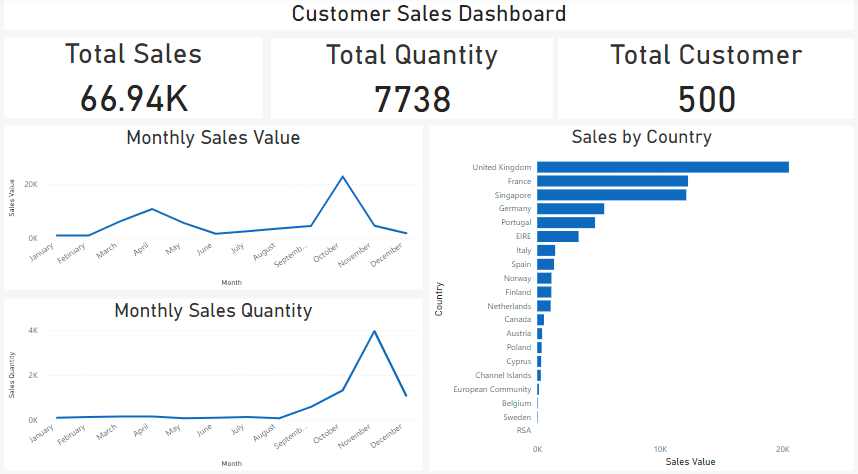 Customer Sales Dashboard
Total Sales
66.94K
Total Quantity
7738
Total Customer
500
Monthly Sales Value
Sales Value
20K
0K
January
February
March
April
May
June
July
August
Septemb...
October
November
December
Month
Monthly Sales Quantity
Sales Quantity
4K
2K
0K
January
February
March
April
May
June
July
August
Septemb...
October
November
December
Month
Sales by Country
Country
United Kingdom
France
Singapore
Germany
Portugal
EIRE
Italy
Spain
Norway
Finland
Netherlands
Canada
Austria
Poland
Cyprus
Channel Islands
European Community
Belgium
Sweden
RSA
0K
10K
20K
Sales Value